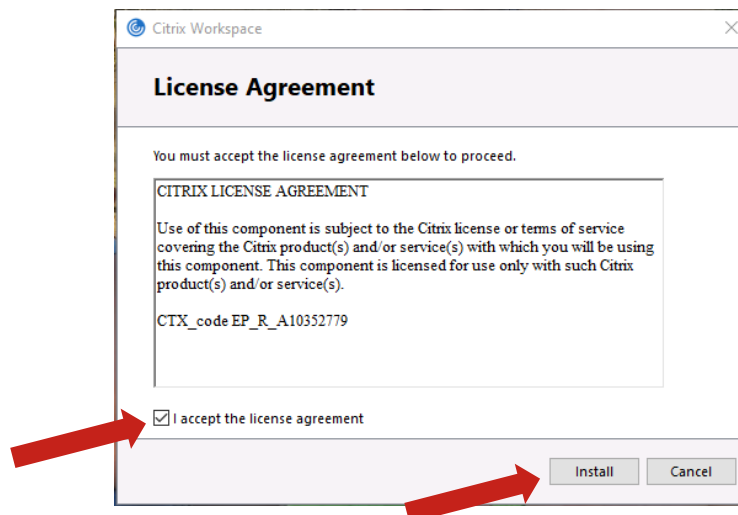 Citrix Workspace
License Agreement
You must accept the license agreement below to proceed.
CITRIX LICENSE AGREEMENT
Use of this component is subject to the Citrix license or terms of service
covering the Citrix product(s) and/or service(s) with which you will be using
this component. This component is licensed for use only with such Citrix
product(s) and/or service(s).
CTX_code EP_R_A10352779
I accept the license agreement
Install Cancel